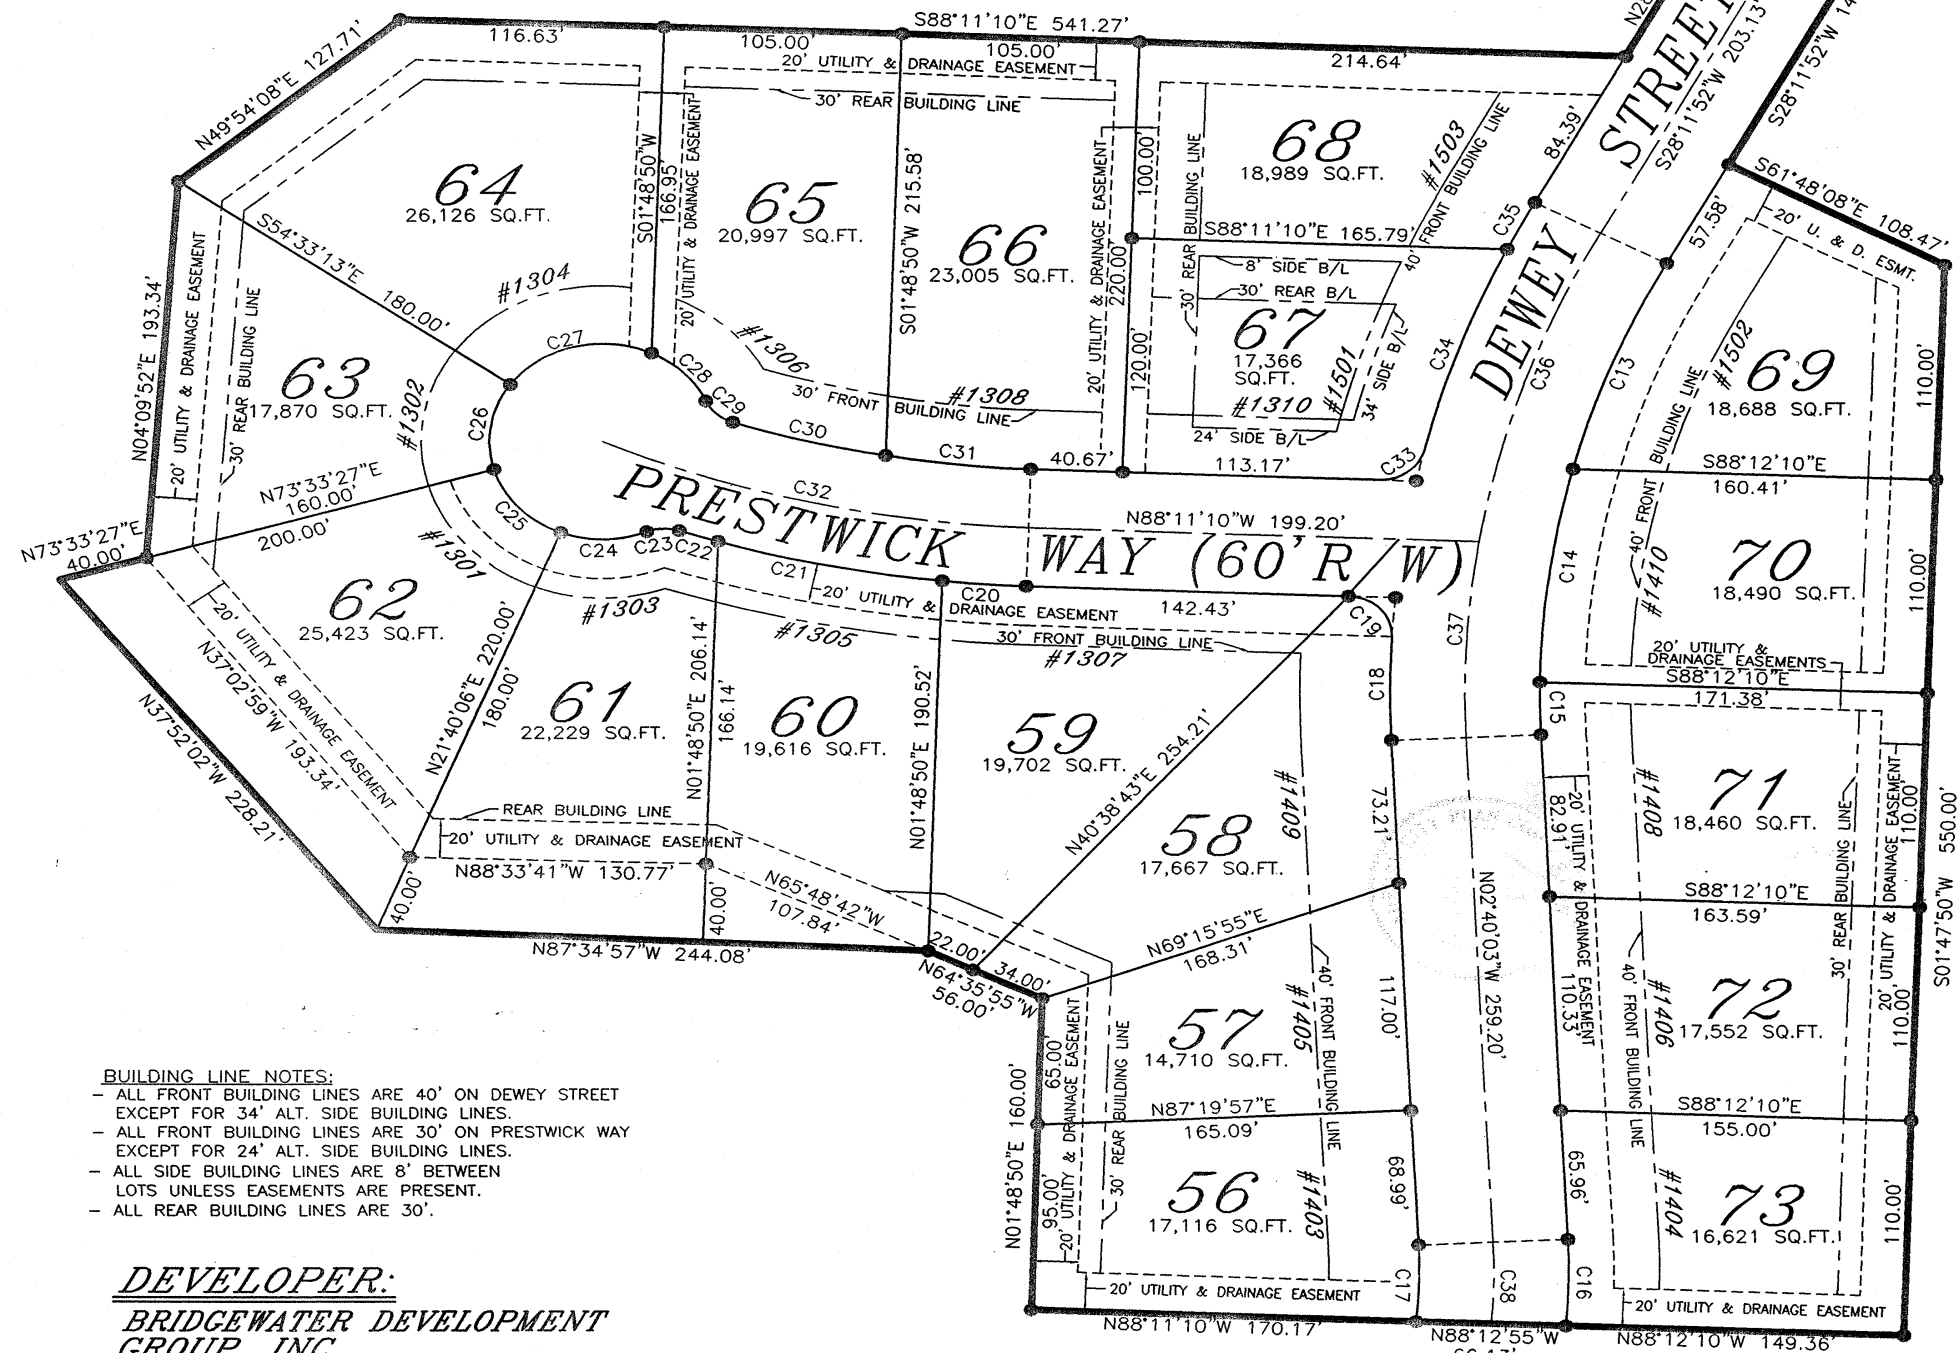 S88°11'10"E 541.27'
116.63'
105.00'
105.00'
214.64'
20' UTILITY & DRAINAGE EASEMENT
30' REAR BUILDING LINE
N49°54'08"E 127.71'
64
26,126 SQ.FT.
S01°48'50"W
166.95'
20' UTILITY & DRAINAGE EASEMENT
65
20,997 SQ.FT.
S01°48'50"W 215.58'
66
23,005 SQ.FT.
20' UTILITY & DRAINAGE EASEMENT
100.00'
220.00'
120.00'
30' REAR BUILDING LINE
68
18,989 SQ.FT.
#1503
40' FRONT BUILDING LINE
84.39'
STREET
S28°11'52"W 203.13'
S28°11'52"W
S61°48'08"E 108.47'
57.58'
20' U. & D. ESMT.
C35
S88°11'10"E 165.79'
8' SIDE B/L
30' REAR B/L
67
17,366
SQ.FT.
#1310
#1501
34' SIDE B/L
24' SIDE B/L
C34
DEWEY
C36
C13
#1502
69
18,688 SQ.FT.
110.00'
S54°33'13"E 180.00'
#1304
N04°09'52"E 193.34'
20' UTILITY & DRAINAGE EASEMENT
30' REAR BUILDING LINE
63
17,870 SQ.FT.
#1302
C27
C26
C28
C29
#1306
30' FRONT BUILDING LINE
#1308
C30
C31
40.67'
113.17'
C33
40' FRONT BUILDING LINE
S88°12'10"E
160.41'
N73°33'27"E
160.00'
200.00'
N73°33'27"E
40.00'
C25
C24
C23
C22
C32
PRESTWICK WAY (60' R/W)
N88°11'10"W 199.20'
C21
C20
142.43'
C19
20' UTILITY & DRAINAGE EASEMENT
30' FRONT BUILDING LINE
#1301
#1303
#1305
#1307
C14
#1410
70
18,490 SQ.FT.
110.00'
20' UTILITY &
DRAINAGE EASEMENTS
S88°12'10"E
171.38'
62
25,423 SQ.FT.
20' UTILITY & DRAINAGE EASEMENT
N37°02'59"W 193.34'
N37°52'02"W 228.21'
N21°40'06"E 220.00'
180.00'
40.00'
61
22,229 SQ.FT.
N01°48'50"E 206.14'
166.14'
40.00'
60
19,616 SQ.FT.
N01°48'50"E 190.52'
59
19,702 SQ.FT.
N40°38'43"E 254.21'
C18
C37
C15
#1409
58
17,667 SQ.FT.
73.21'
82.91'
20' UTILITY & DRAINAGE EASEMENT
#1408
71
18,460 SQ.FT.
30' REAR BUILDING LINE
20' UTILITY & DRAINAGE EASEMENT
110.00'
S01°47'50"W 550.00'
REAR BUILDING LINE
20' UTILITY & DRAINAGE EASEMENT
N88°33'41"W 130.77'
N65°48'42"W
107.84'
N87°34'57"W 244.08'
22.00'
34.00'
N64°35'55"W
56.00'
N69°15'55"E
168.31'
N02°40'03"W 259.20'
S88°12'10"E
163.59'
57
14,710 SQ.FT.
#1405
40' FRONT BUILDING LINE
117.00'
110.33'
40' FRONT BUILDING LINE
#1406
72
17,552 SQ.FT.
110.00'
65.00'
N01°48'50"E 160.00'
95.00'
20' UTILITY & DRAINAGE EASEMENT
30' REAR BUILDING LINE
N87°19'57"E
165.09'
S88°12'10"E
155.00'
56
17,116 SQ.FT.
#1403
68.99'
65.96'
#1404
73
16,621 SQ.FT.
110.00'
20' UTILITY & DRAINAGE EASEMENT
C17
C38
C16
20' UTILITY & DRAINAGE EASEMENT
N88°11'10"W 170.17'
N88°12'55"W
N88°12'10"W 149.36'
BUILDING LINE NOTES:
- ALL FRONT BUILDING LINES ARE 40' ON DEWEY STREET
EXCEPT FOR 34' ALT. SIDE BUILDING LINES.
- ALL FRONT BUILDING LINES ARE 30' ON PRESTWICK WAY
EXCEPT FOR 24' ALT. SIDE BUILDING LINES.
- ALL SIDE BUILDING LINES ARE 8' BETWEEN
LOTS UNLESS EASEMENTS ARE PRESENT.
- ALL REAR BUILDING LINES ARE 30'.
DEVELOPER:
BRIDGEWATER DEVELOPMENT
GROUP, INC.